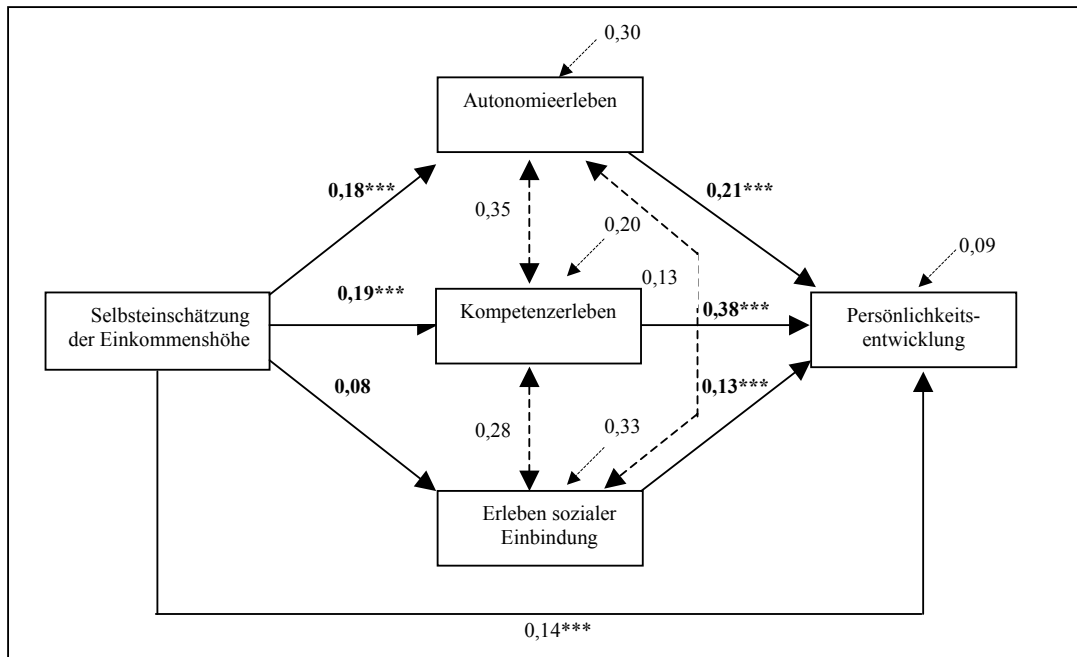 0,30
Autonomieerleben
0,18***
0,21***
0,35
0,20
0,09
0,13
Selbsteinschätzung
der Einkommenshöhe
0,19***
Kompetenzerleben
0,38***
Persönlichkeits-
entwicklung
0,08
0,13***
0,28
0,33
Erleben sozialer
Einbindung
0,14***